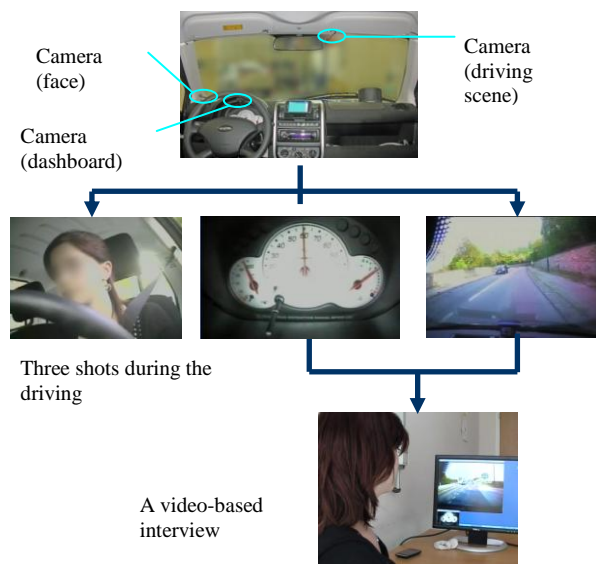 Camera
(face)
Camera
(driving
scene)
Camera
(dashboard)
Three shots during the
driving
A video-based
interview